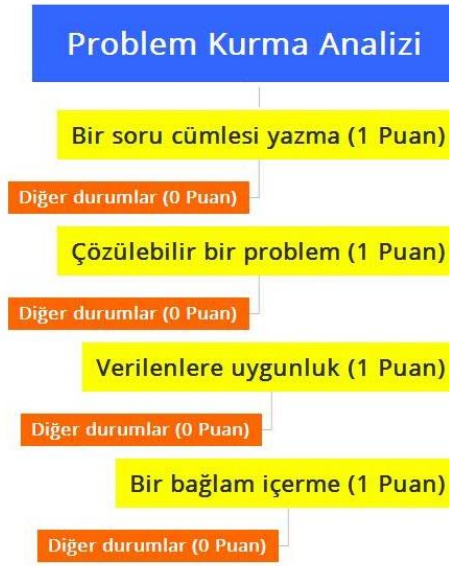 Problem Kurma Analizi
Bir soru cümlesi yazma (1 Puan)
Diğer durumlar (0 Puan)
Çözülebilir bir problem (1 Puan)
Diğer durumlar (0 Puan)
Verilenlere uygunluk (1 Puan)
Diğer durumlar (0 Puan)
Bir bağlam içerme (1 Puan)
Diğer durumlar (0 Puan)